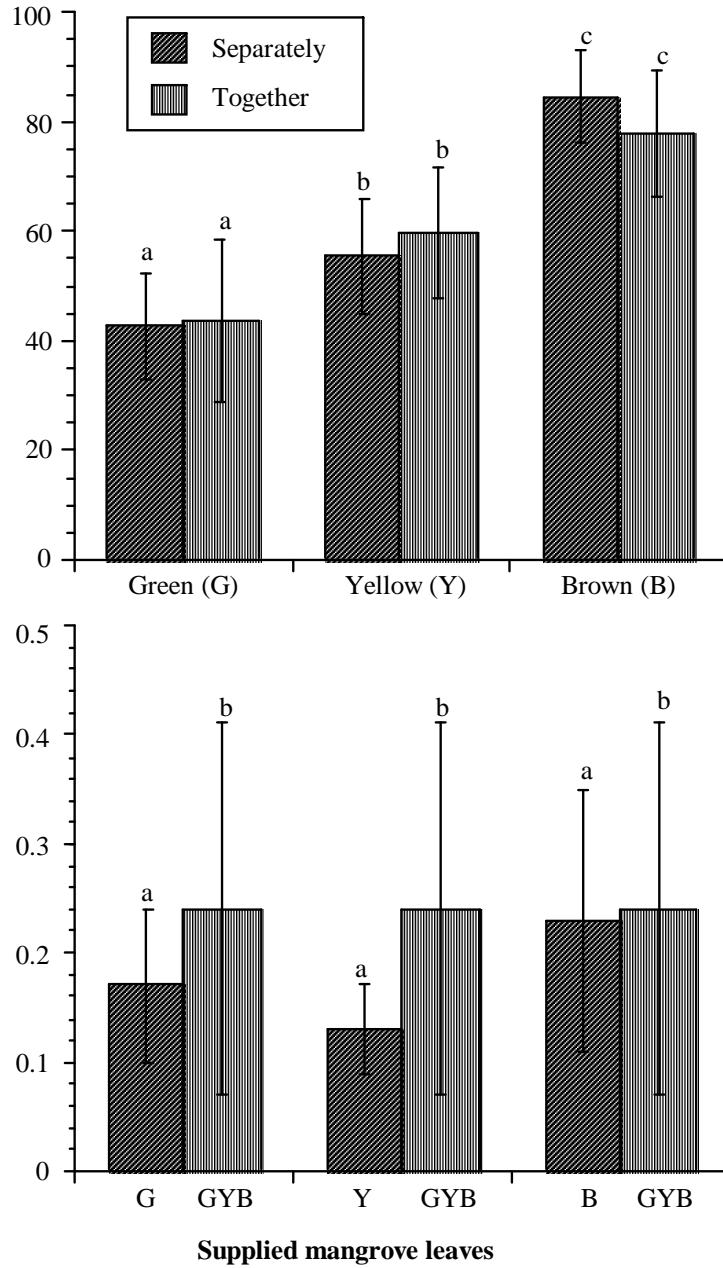 100
Separately
Together
c
c
80
b
b
60
a
a
40
20
0
Green (G) Yellow (Y) Brown (B)
0.5
b
b
b
0.4
a
0.3
a
0.2
a
0.1
0
G GYB Y GYB B GYB
Supplied mangrove leaves